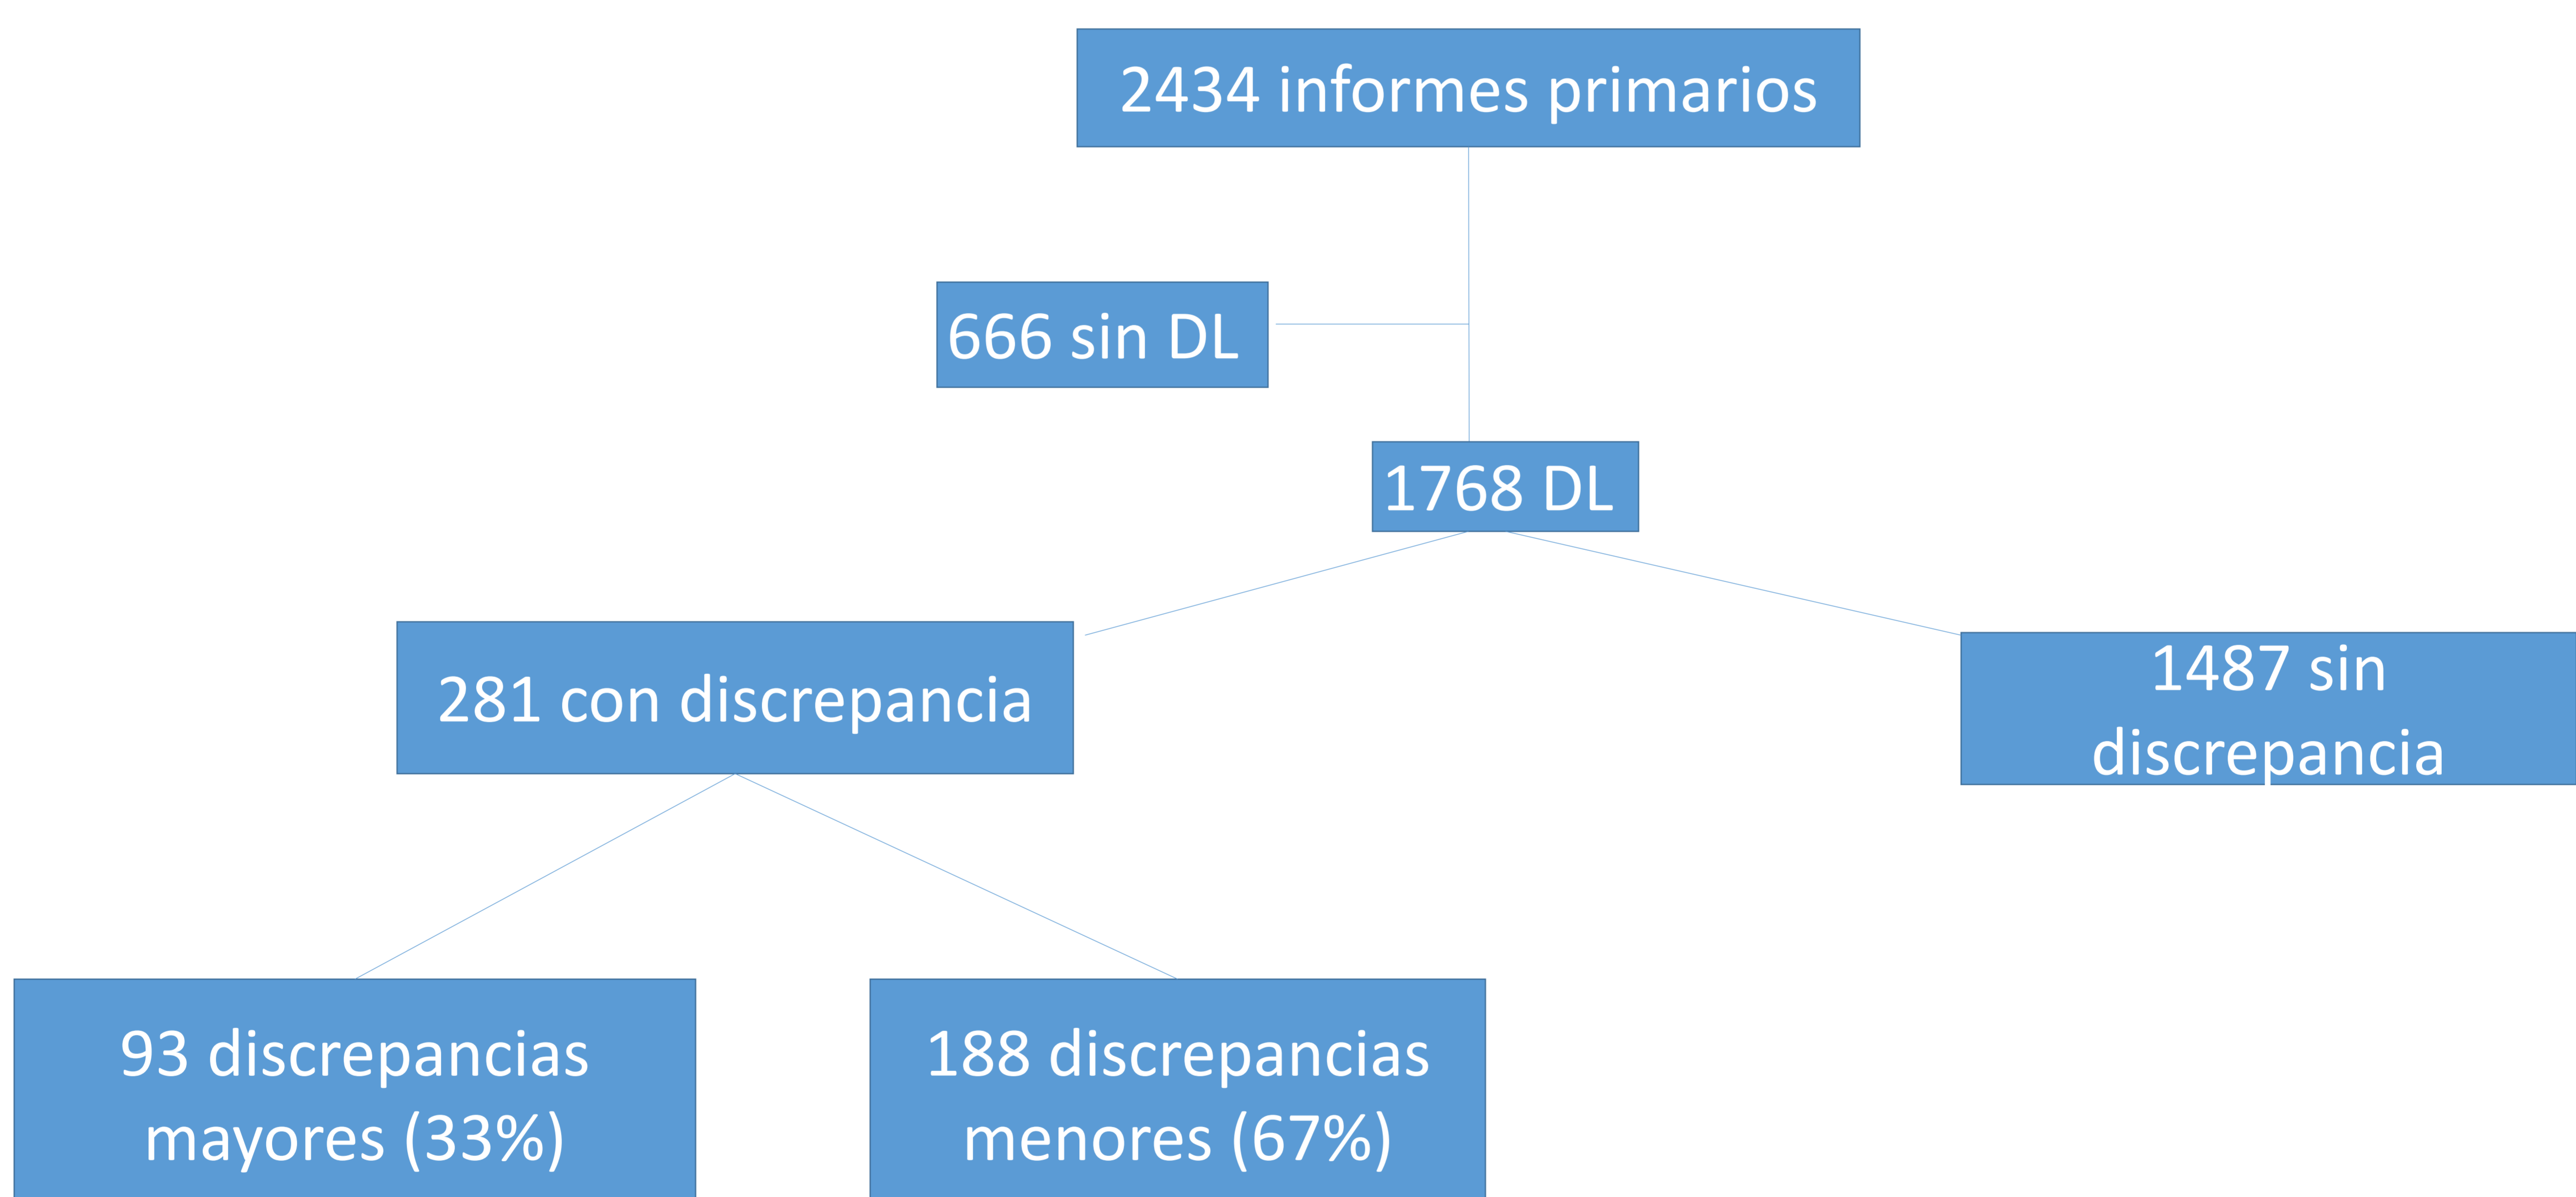 2434 informes primarios
666 sin DL
1768 DL
281 con discrepancia
1487 sin
discrepancia
93 discrepancias
mayores (33%)
188 discrepancias
menores (67%)